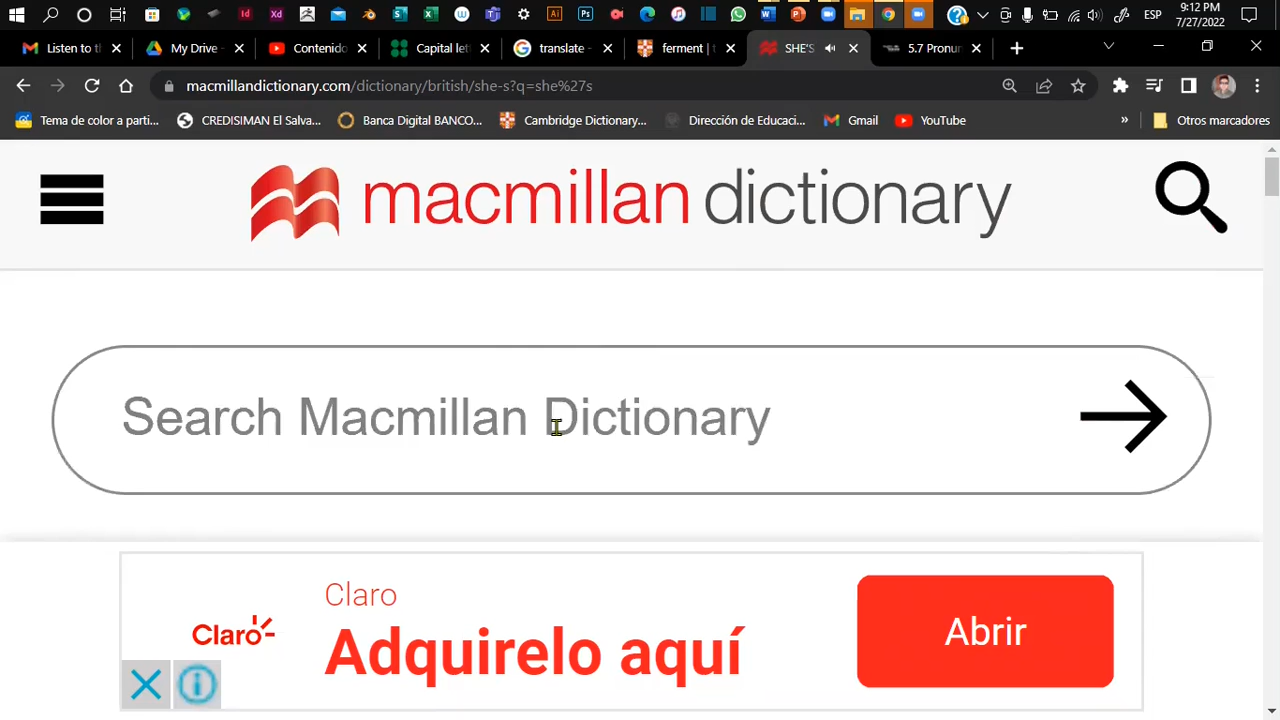 9:12 PM
ESP
7/27/2022
Listen to th
My Drive -
Contenido
Capital let
translate -
ferment | t
SHE'S
5.7 Pronun
macmillandictionary.com/dictionary/british/she-s?q=she%27s
Tema de color a parti...
CREDISIMAN El Salva...
Banca Digital BANCO...
Cambridge Dictionary...
Dirección de Educaci...
Gmail
YouTube
»
Otros marcadores
macmillan dictionary
Search Macmillan Dictionary
Claro
Claro
Adquirelo aquí
Abrir